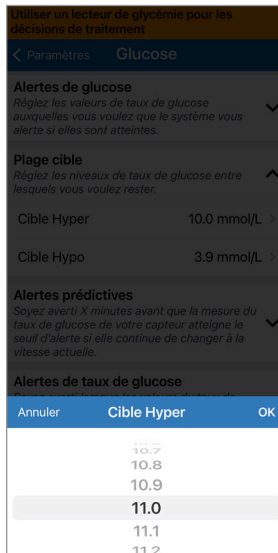 Utiliser un lecteur de glycémie pour les
décisions de traitement
Paramètres Glucose
Alertes de glucose
Réglez les valeurs de taux de glucose
auxquelles vous voulez que le système vous
alerte si elles sont atteintes.
Plage cible
Réglez les niveaux de taux de glucose entre
lesquels vous voulez rester.
Cible Hyper 10.0 mmol/L
Cible Hypo 3.9 mmol/L
Alertes prédictives
Soyez averti X minutes avant que la mesure du
taux de glucose de votre capteur atteigne le
seuil d'alerte si elle continue de changer à la
vitesse actuelle.
Alertes de taux de glucose
Annuler Cible Hyper OK
10.7
10.8
10.9
11.0
11.1
11.2